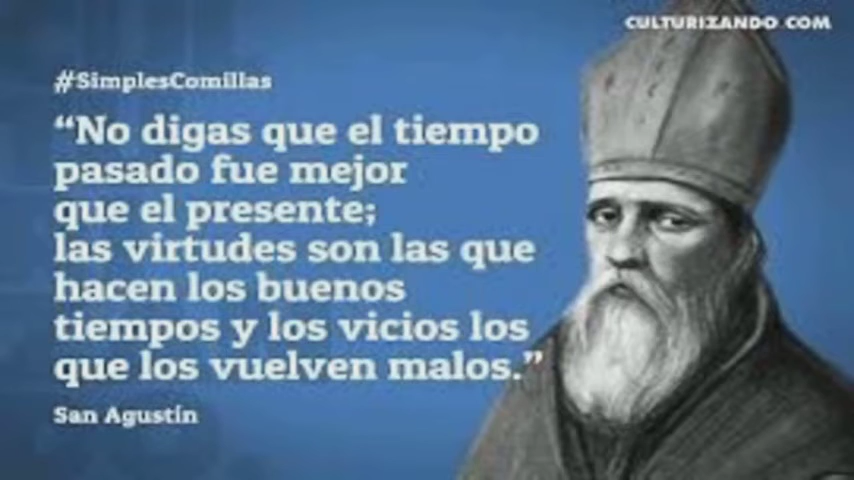 CULTURIZANDO.COM
#SimplesComillas
“No digas que el tiempo
pasado fue mejor
que el presente;
las virtudes son las que
hacen los buenos
tiempos y los vicios los
que los vuelven malos.”
San Agustín